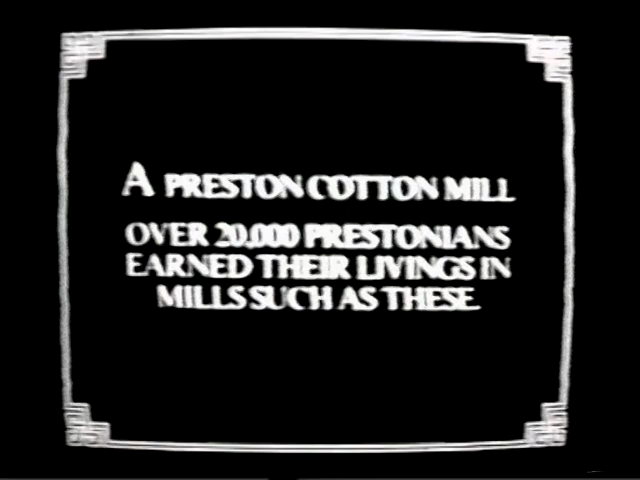 A PRESTON COTTON MILL
OVER 20,000 PRESTONIANS
EARNED THEIR LIVINGS IN
MILLS SUCH AS THESE